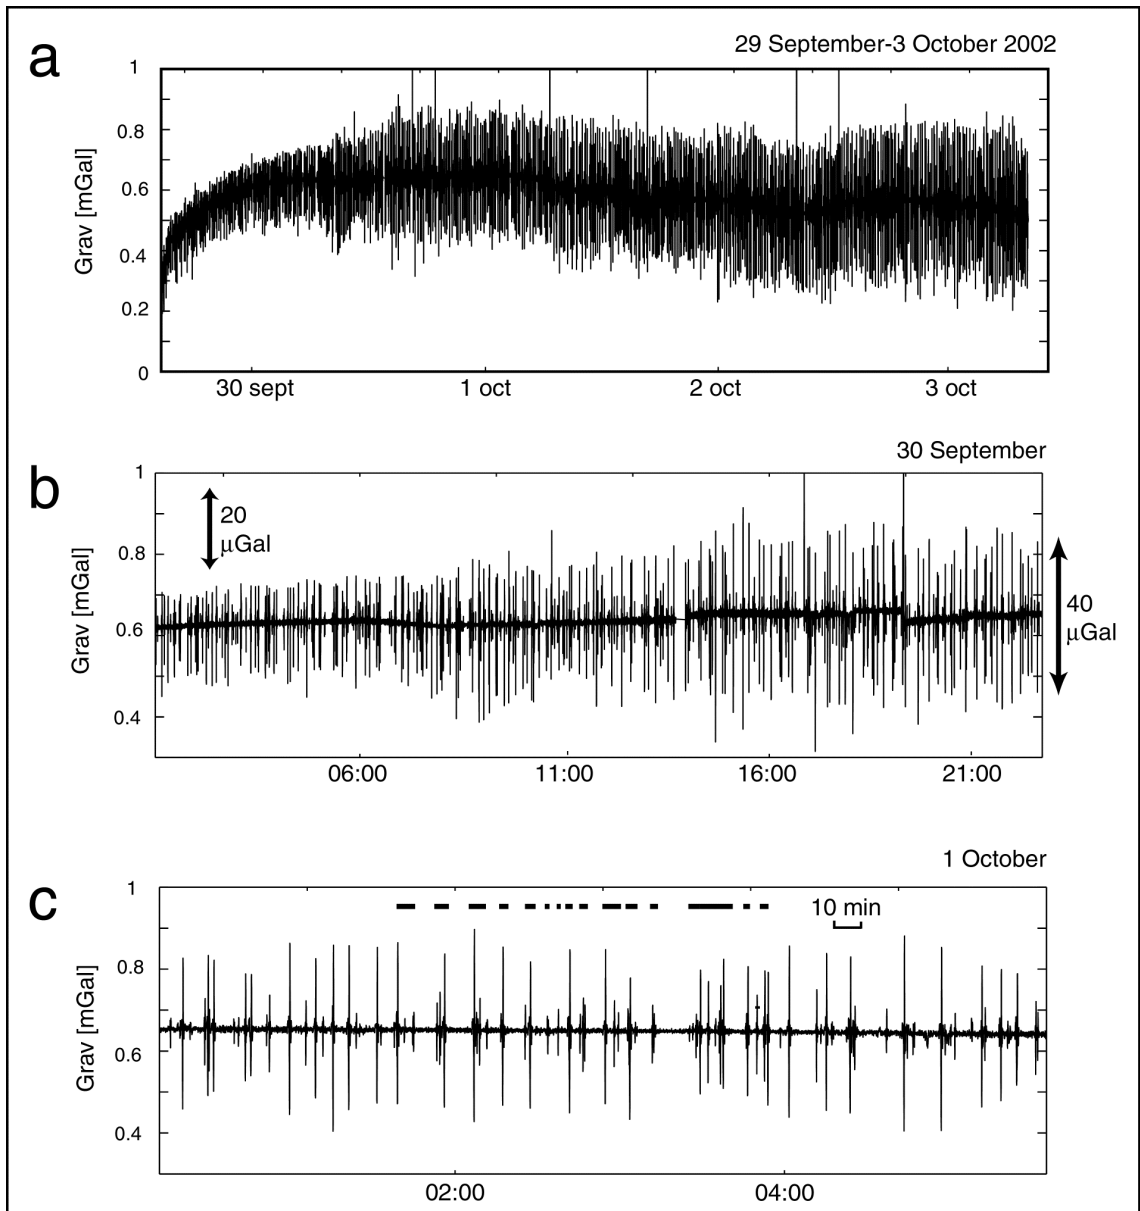 a
29 September-3 October 2002
Grav [mGal]
1
0.8
0.6
0.4
0.2
0
30 sept
1 oct
2 oct
3 oct
b
30 September
Grav [mGal]
1
0.8
0.6
0.4
20
μGal
40
μGal
06:00
11:00
16:00
21:00
c
1 October
Grav [mGal]
1
0.8
0.6
0.4
10 min
02:00
04:00